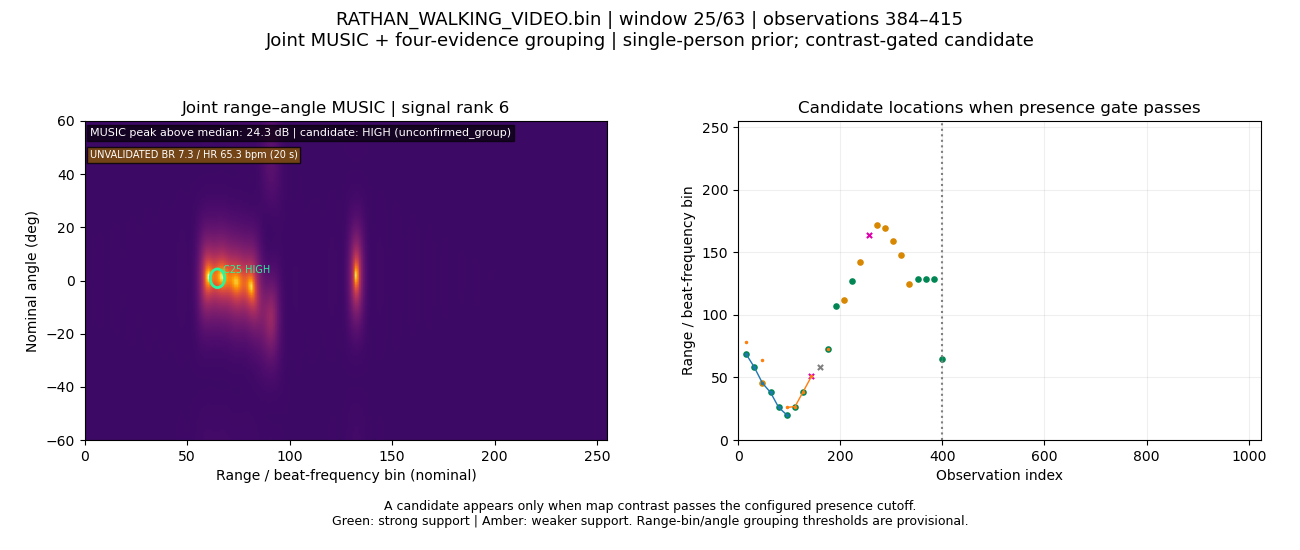 RATHAN_WALKING_VIDEO.bin | window 25/63 | observations 384–415
Joint MUSIC + four-evidence grouping | single-person prior; contrast-gated candidate
Joint range–angle MUSIC | signal rank 6
MUSIC peak above median: 24.3 dB | candidate: HIGH (unconfirmed_group)
UNVALIDATED BR 7.3 / HR 65.3 bpm (20 s)
C25 HIGH
60
40
20
0
−20
−40
−60
Nominal angle (deg)
0 50 100 150 200 250
Range / beat-frequency bin (nominal)
Candidate locations when presence gate passes
250
200
150
100
50
0
Range / beat-frequency bin
0 200 400 600 800 1000
Observation index
A candidate appears only when map contrast passes the configured presence cutoff.
Green: strong support | Amber: weaker support. Range-bin/angle grouping thresholds are provisional.